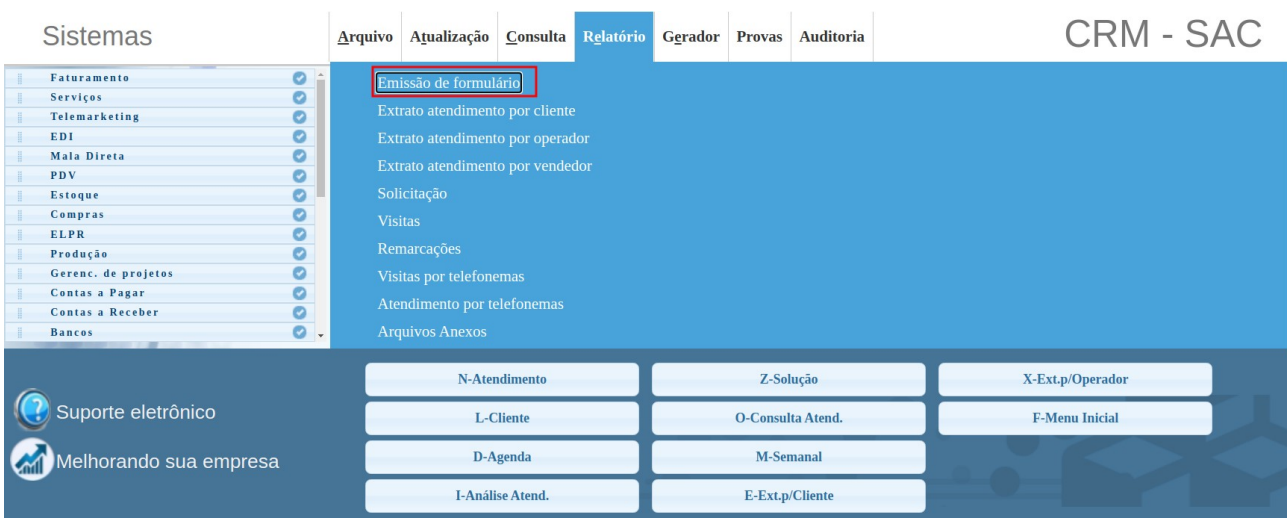 Sistemas
Arquivo Atualização Consulta Relatório Gerador Provas Auditoria
CRM - SAC
Faturamento
Serviços
Telemarketing
EDI
Mala Direta
PDV
Estoque
Compras
ELPR
Produção
Gerenc. de projetos
Contas a Pagar
Contas a Receber
Bancos
Emissão de formulário
Extrato atendimento por cliente
Extrato atendimento por operador
Extrato atendimento por vendedor
Solicitação
Visitas
Remarcações
Visitas por telefonemas
Atendimento por telefonemas
Arquivos Anexos
Suporte eletrônico
Melhorando sua empresa
N-Atendimento Z-Solução X-Ext.p/Operador
L-Cliente O-Consulta Atend. F-Menu Inicial
D-Agenda M-Semanal
I-Análise Atend. E-Ext.p/Cliente